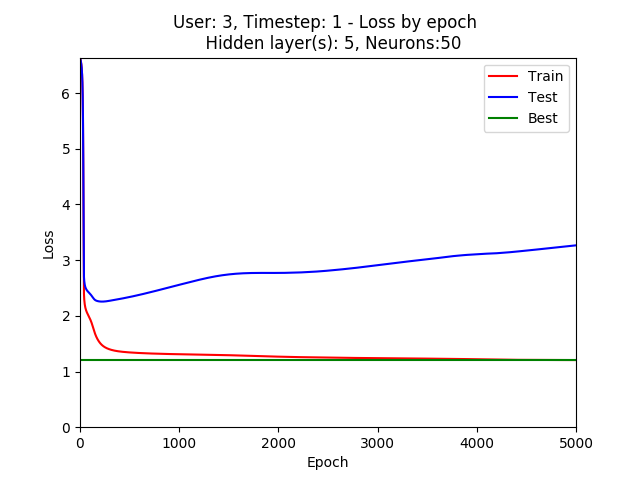 User: 3, Timestep: 1 - Loss by epoch
Hidden layer(s): 5, Neurons:50
Train
Test
Best
Loss
6
5
4
3
2
1
0
0 1000 2000 3000 4000 5000
Epoch